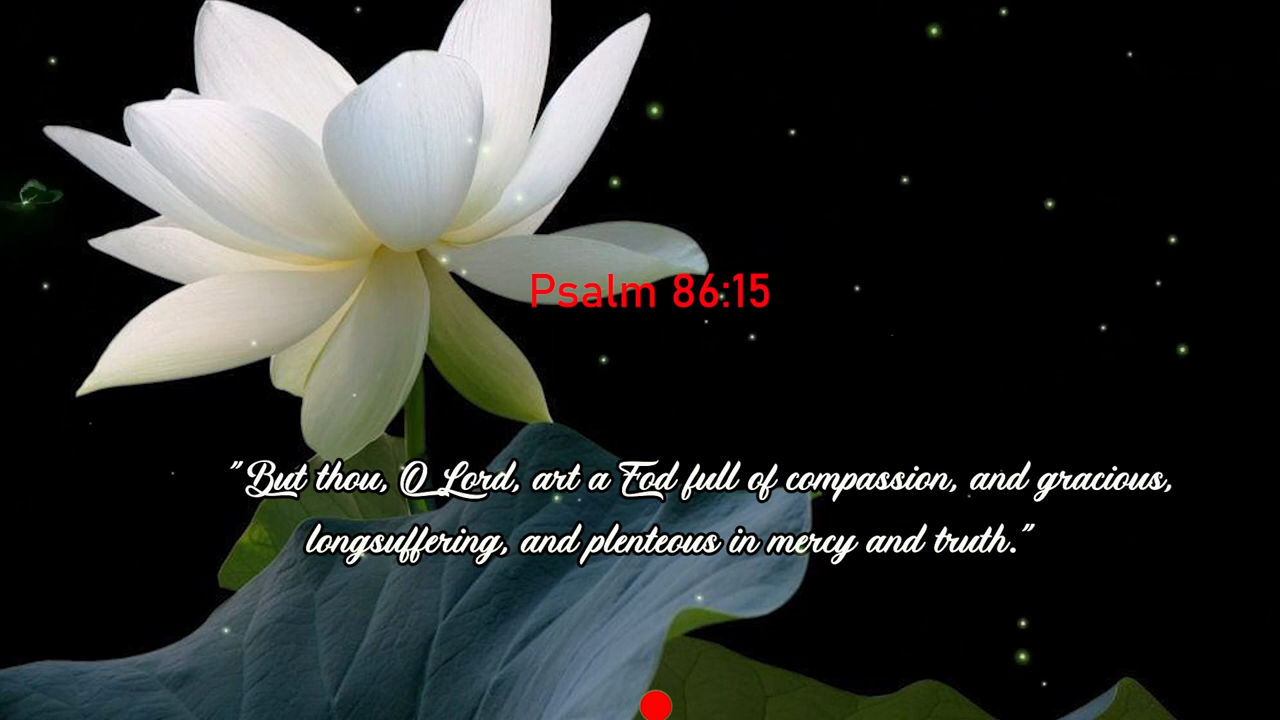 Psalm 86:15
"But thou, O Lord, art a God full of compassion, and gracious,
longsuffering, and plenteous in mercy and truth."